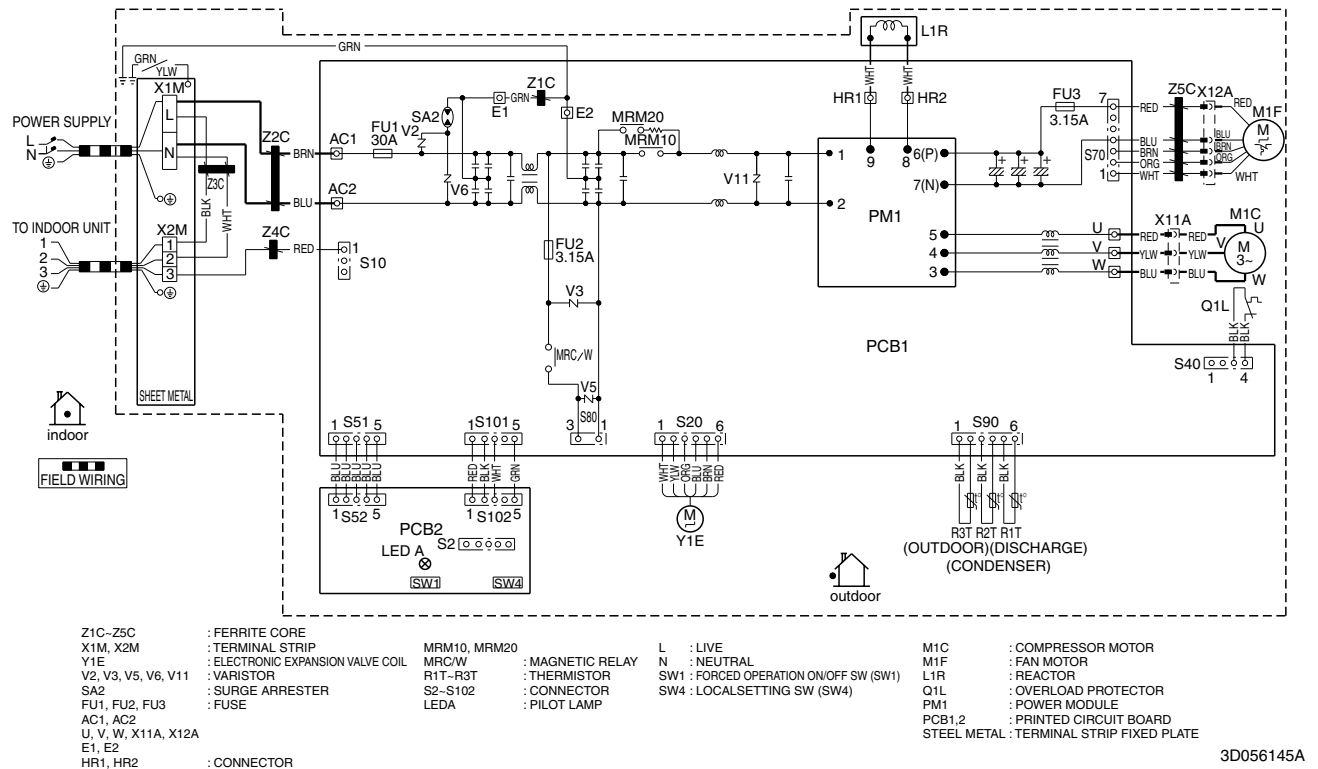 GRN
L1R
GRN
YLW
X1M
L
N
POWER SUPPLY
L
N
Z3C
BLK
WHT
X2M
1
2
3
TO INDOOR UNIT
1
2
3
SHEET METAL
indoor
FIELD WIRING
Z2C
BRN
BLU
Z4C
RED
AC1
AC2
1
S10
FU1
30A
V2
SA2
V6
E1
GRN
Z1C
E2
MRM20
MRM10
V11
FU2
3.15A
V3
MRC/W
V5
S80
3 1
WHT
WHT
HR1
HR2
1
2
9
8
6(P)
7(N)
PM1
5
4
3
PCB1
FU3
3.15A
7
S70
1
RED
BLU
BRN
ORG
WHT
Z5C
X12A
RED
BLU
BRN
ORG
WHT
M1F
M
U
V
W
RED
YLW
BLU
X11A
RED
YLW
BLU
M1C
U
V
W
M
3~
Q1L
BLK
BLK
S40
1 4
1 S51 5
BLU
BLU
BLU
BLU
BLU
1 S52 5
1 S101 5
RED
BLK
WHT
GRN
1 S102 5
PCB2
LED A
S2
SW1
SW4
1 S20 6
WHT
YLW
ORG
BLU
BRN
RED
M
Y1E
1 S90 6
BLK
t°
BLK
t°
BLK
t°
R3T R2T R1T
(OUTDOOR)(DISCHARGE)
(CONDENSER)
outdoor
Z1C~Z5C : FERRITE CORE
X1M, X2M : TERMINAL STRIP
Y1E : ELECTRONIC EXPANSION VALVE COIL
V2, V3, V5, V6, V11 : VARISTOR
SA2 : SURGE ARRESTER
FU1, FU2, FU3 : FUSE
AC1, AC2
U, V, W, X11A, X12A
E1, E2
HR1, HR2 : CONNECTOR
MRM10, MRM20
MRC/W : MAGNETIC RELAY
R1T~R3T : THERMISTOR
S2~S102 : CONNECTOR
LEDA : PILOT LAMP
L : LIVE
N : NEUTRAL
SW1 : FORCED OPERATION ON/OFF SW (SW1)
SW4 : LOCALSETTING SW (SW4)
M1C : COMPRESSOR MOTOR
M1F : FAN MOTOR
L1R : REACTOR
Q1L : OVERLOAD PROTECTOR
PM1 : POWER MODULE
PCB1,2 : PRINTED CIRCUIT BOARD
STEEL METAL : TERMINAL STRIP FIXED PLATE
3D056145A